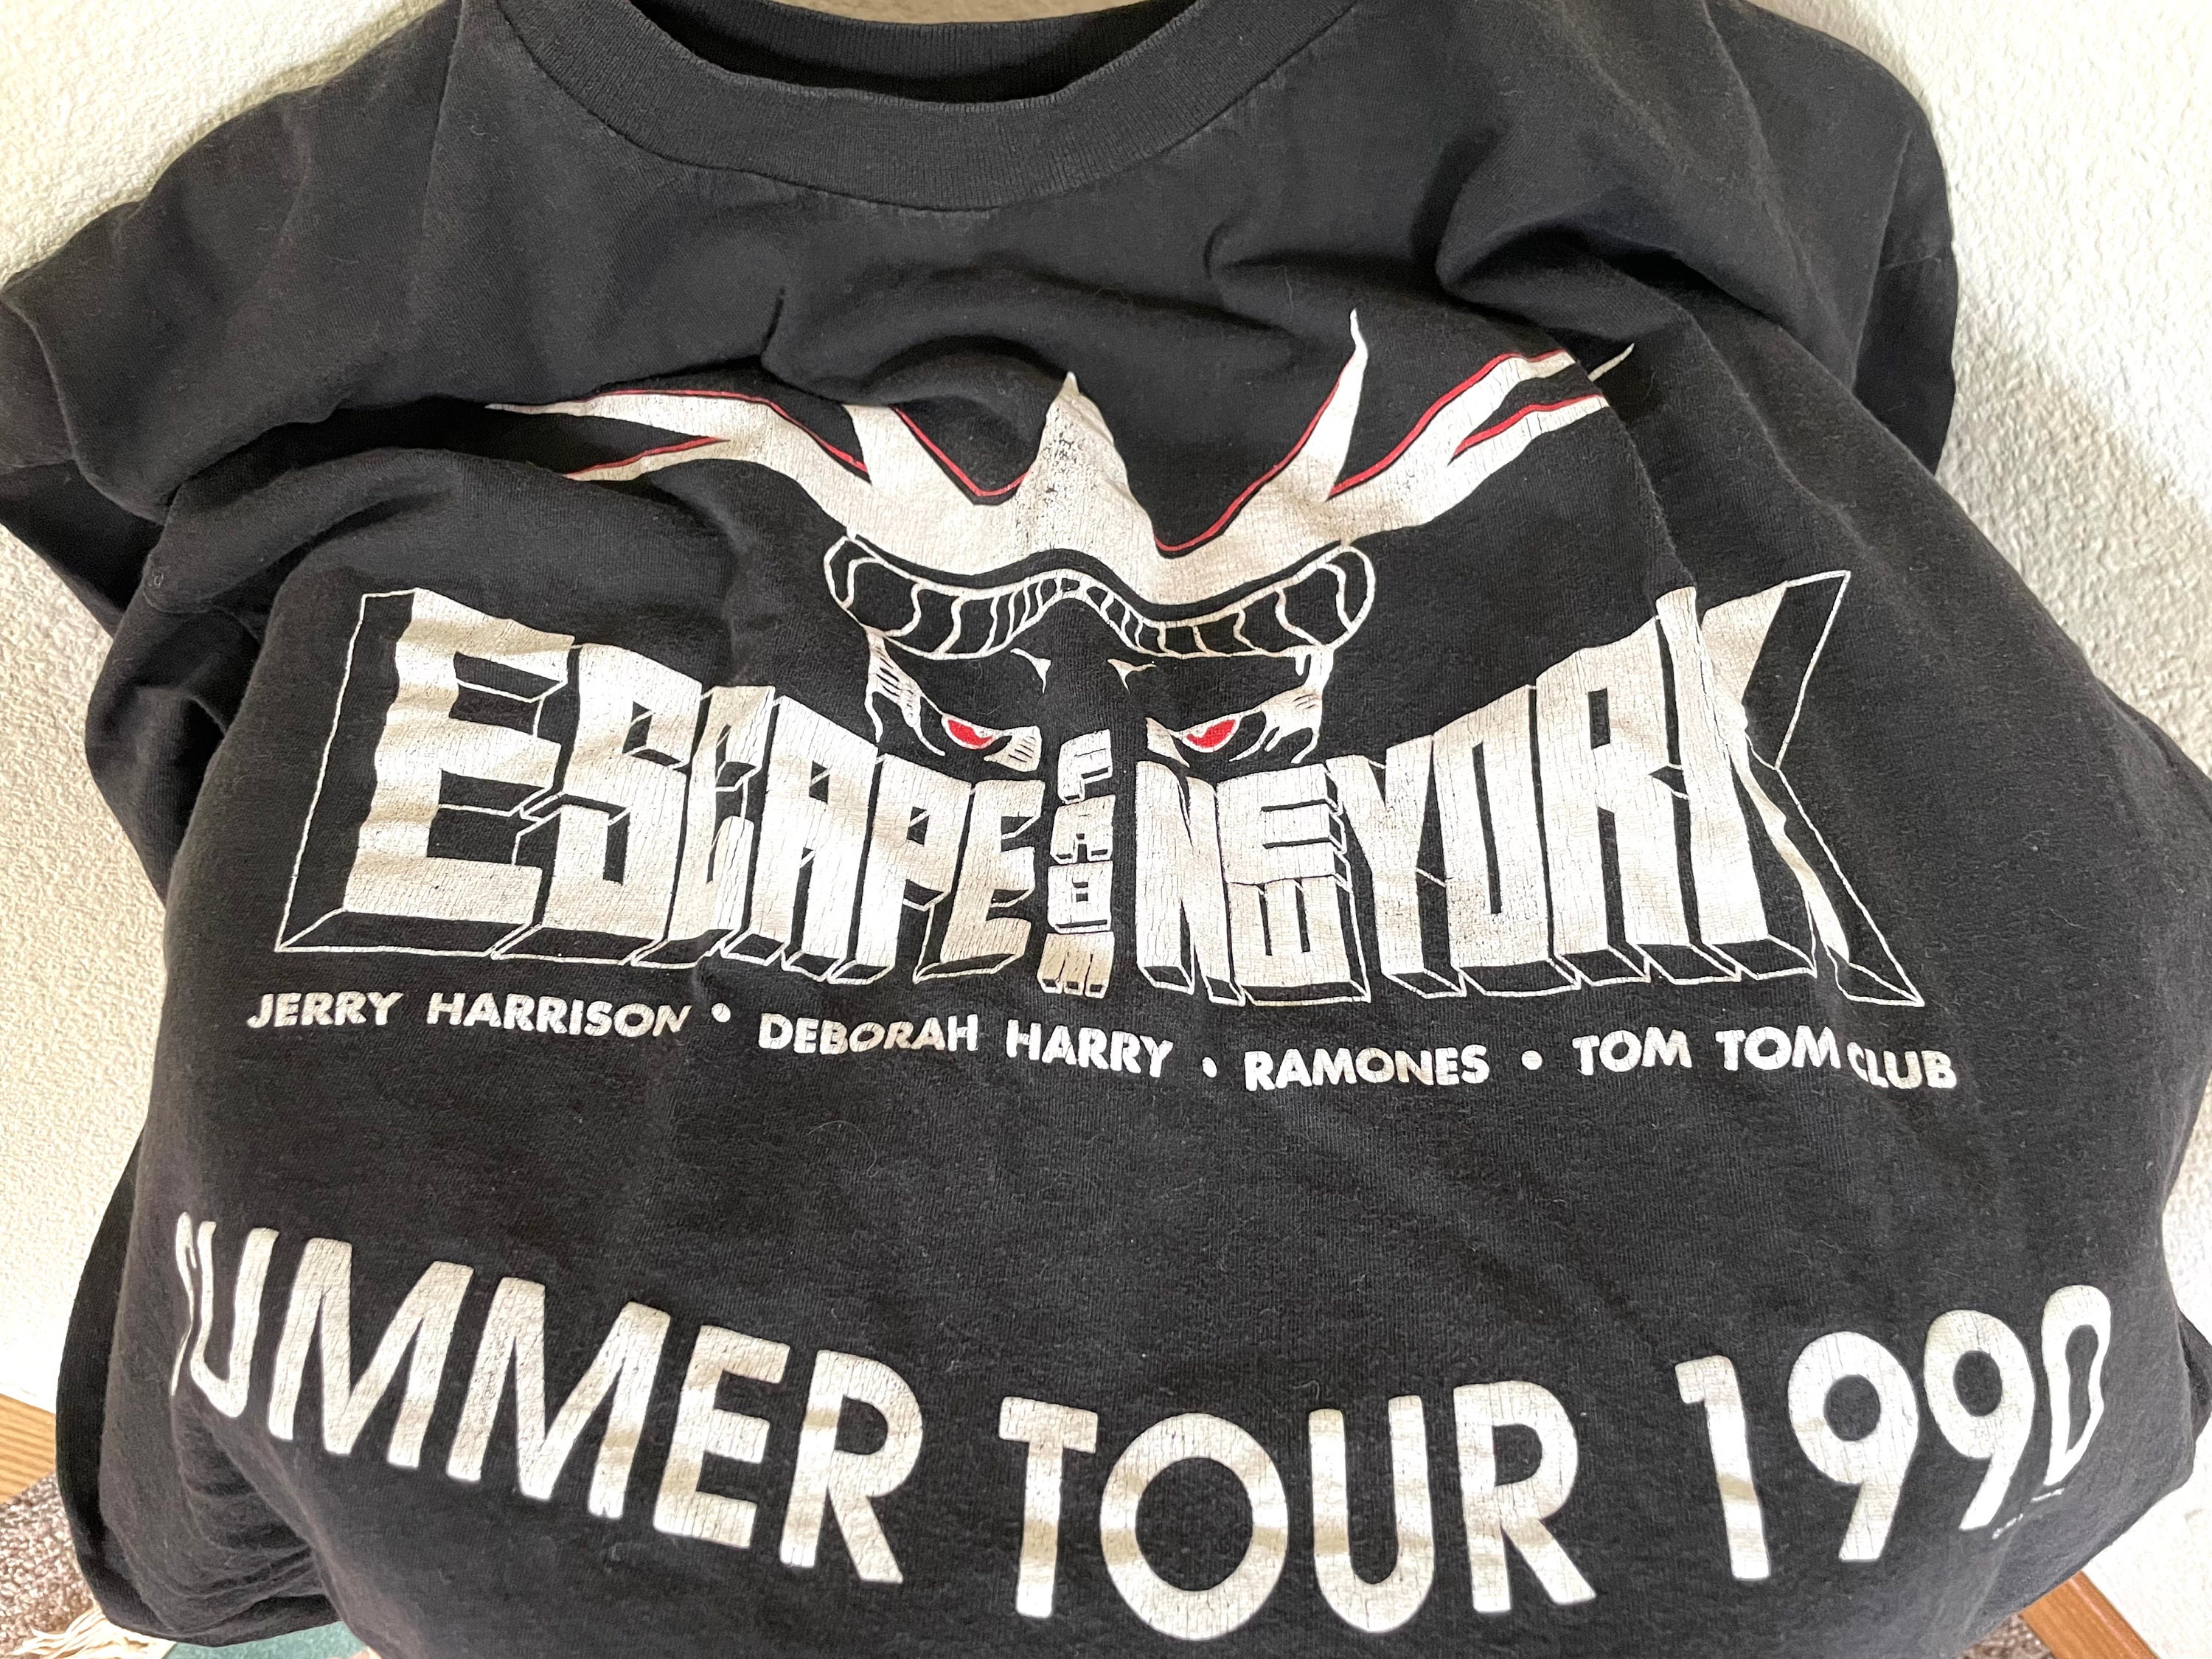 ESCAPE FROM NEW YORK
JERRY HARRISON • DEBORAH HARRY • RAMONES • TOM TOM CLUB
SUMMER TOUR 1990